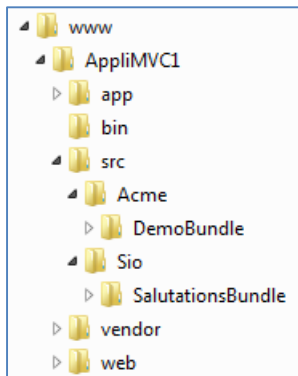 www
AppliMVC1
app
bin
src
Acme
DemoBundle
Sio
SalutationsBundle
vendor
web